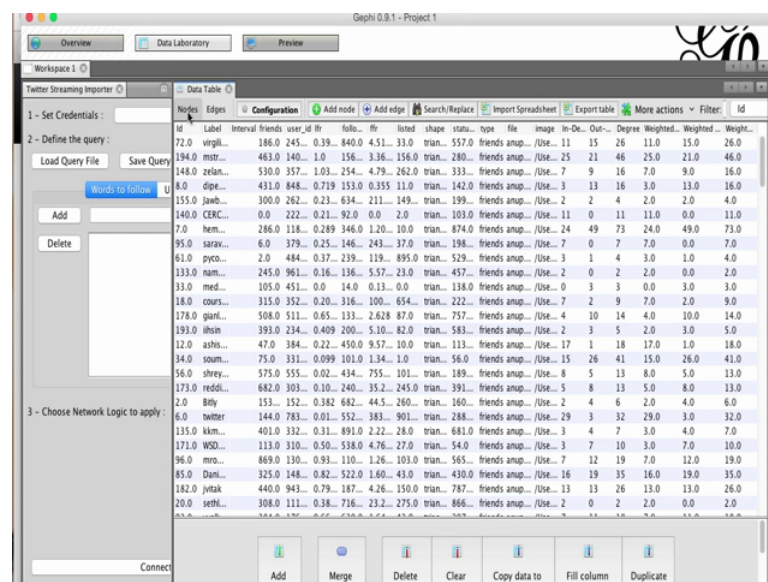 Gephi 0.9.1 - Project 1
Overview Data Laboratory Preview
Workspace 1
Twitter Streaming Importer Data Table
Nodes Edges Configuration Add node Add edge Search/Replace Import Spreadsheet Export table More actions Filter: Id
1 - Set Credentials :
2 - Define the query :
Load Query File Save Query
Words to follow U
Add
Delete
3 - Choose Network Logic to apply :
Connect
Id Label Interval friends user_id lfr follo... ffr listed shape statu... type file image In-De... Out-... Degree Weighted... Weighted ... Weight...
72.0 virgili... 186.0 245... 0.39... 840.0 4.51... 33.0 trian... 557.0 friends anup... /Use... 11 15 26 11.0 15.0 26.0
194.0 mstr... 463.0 140... 1.0 156... 3.36... 156.0 trian... 280... friends anup... /Use... 25 21 46 25.0 21.0 46.0
148.0 zelan... 530.0 357... 1.03... 254... 4.79... 262.0 trian... 333... friends anup... /Use... 7 9 16 7.0 9.0 16.0
8.0 dipe... 431.0 848... 0.719 153.0 0.355 11.0 trian... 142.0 friends anup... /Use... 3 13 16 3.0 13.0 16.0
155.0 Jawb... 300.0 262... 0.23... 634... 211.... 149... trian... 199... friends anup... /Use... 2 2 4 2.0 2.0 4.0
140.0 CERC... 0.0 222... 0.21... 92.0 0.0 2.0 trian... 103.0 friends anup... /Use... 11 0 11 11.0 0.0 11.0
7.0 hem... 286.0 118... 0.289 346.0 1.20... 10.0 trian... 874.0 friends anup... /Use... 24 49 73 24.0 49.0 73.0
95.0 sarav... 6.0 379... 0.25... 146... 243.... 37.0 trian... 198... friends anup... /Use... 7 0 7 7.0 0.0 7.0
61.0 pyco... 2.0 484... 0.37... 239... 119... 895.0 trian... 529... friends anup... /Use... 3 1 4 3.0 1.0 4.0
133.0 nam... 245.0 961... 0.16... 136... 5.57... 23.0 trian... 457... friends anup... /Use... 2 0 2 2.0 0.0 2.0
33.0 med... 105.0 451... 0.0 14.0 0.13... 0.0 trian... 138.0 friends anup... /Use... 0 3 3 0.0 3.0 3.0
18.0 cours... 315.0 352... 0.20... 316... 100... 654... trian... 222... friends anup... /Use... 7 2 9 7.0 2.0 9.0
178.0 gianl... 508.0 511... 0.65... 133... 2.628 87.0 trian... 757... friends anup... /Use... 4 10 14 4.0 10.0 14.0
193.0 iihsin 393.0 234... 0.409 200... 5.10... 82.0 trian... 583... friends anup... /Use... 2 3 5 2.0 3.0 5.0
12.0 ashis... 47.0 384... 0.22... 450.0 9.57... 10.0 trian... 113... friends anup... /Use... 17 1 18 17.0 1.0 18.0
34.0 soum... 75.0 331... 0.099 101.0 1.34... 1.0 trian... 56.0 friends anup... /Use... 15 26 41 15.0 26.0 41.0
56.0 shrey... 575.0 555... 0.02... 434... 755... 101... trian... 189... friends anup... /Use... 8 5 13 8.0 5.0 13.0
173.0 reddi... 682.0 303... 0.10... 240... 35.2... 245.0 trian... 391... friends anup... /Use... 5 8 13 5.0 8.0 13.0
2.0 Bitly 153... 152... 0.382 682... 44.5... 260... trian... 160... friends anup... /Use... 2 4 6 2.0 4.0 6.0
6.0 twitter 144.0 783... 0.01... 552... 383... 901... trian... 288... friends anup... /Use... 29 3 32 29.0 3.0 32.0
135.0 kkm... 401.0 332... 0.31... 891.0 2.22... 28.0 trian... 681.0 friends anup... /Use... 3 4 7 3.0 4.0 7.0
171.0 WSD... 113.0 310... 0.50... 538.0 4.76... 27.0 trian... 54.0 friends anup... /Use... 3 7 10 3.0 7.0 10.0
96.0 mro... 869.0 130... 0.93... 110... 1.26... 103.0 trian... 565... friends anup... /Use... 7 12 19 7.0 12.0 19.0
85.0 Dani... 325.0 148... 0.82... 522.0 1.60... 43.0 trian... 430.0 friends anup... /Use... 16 19 35 16.0 19.0 35.0
182.0 jvitak 440.0 943... 0.79... 187... 4.26... 150.0 trian... 787... friends anup... /Use... 13 13 26 13.0 13.0 26.0
20.0 sethl... 308.0 111... 0.38... 716... 23.2... 275.0 trian... 866... friends anup... /Use... 2 0 2 2.0 0.0 2.0
Add Merge Delete Clear Copy data to Fill column Duplicate